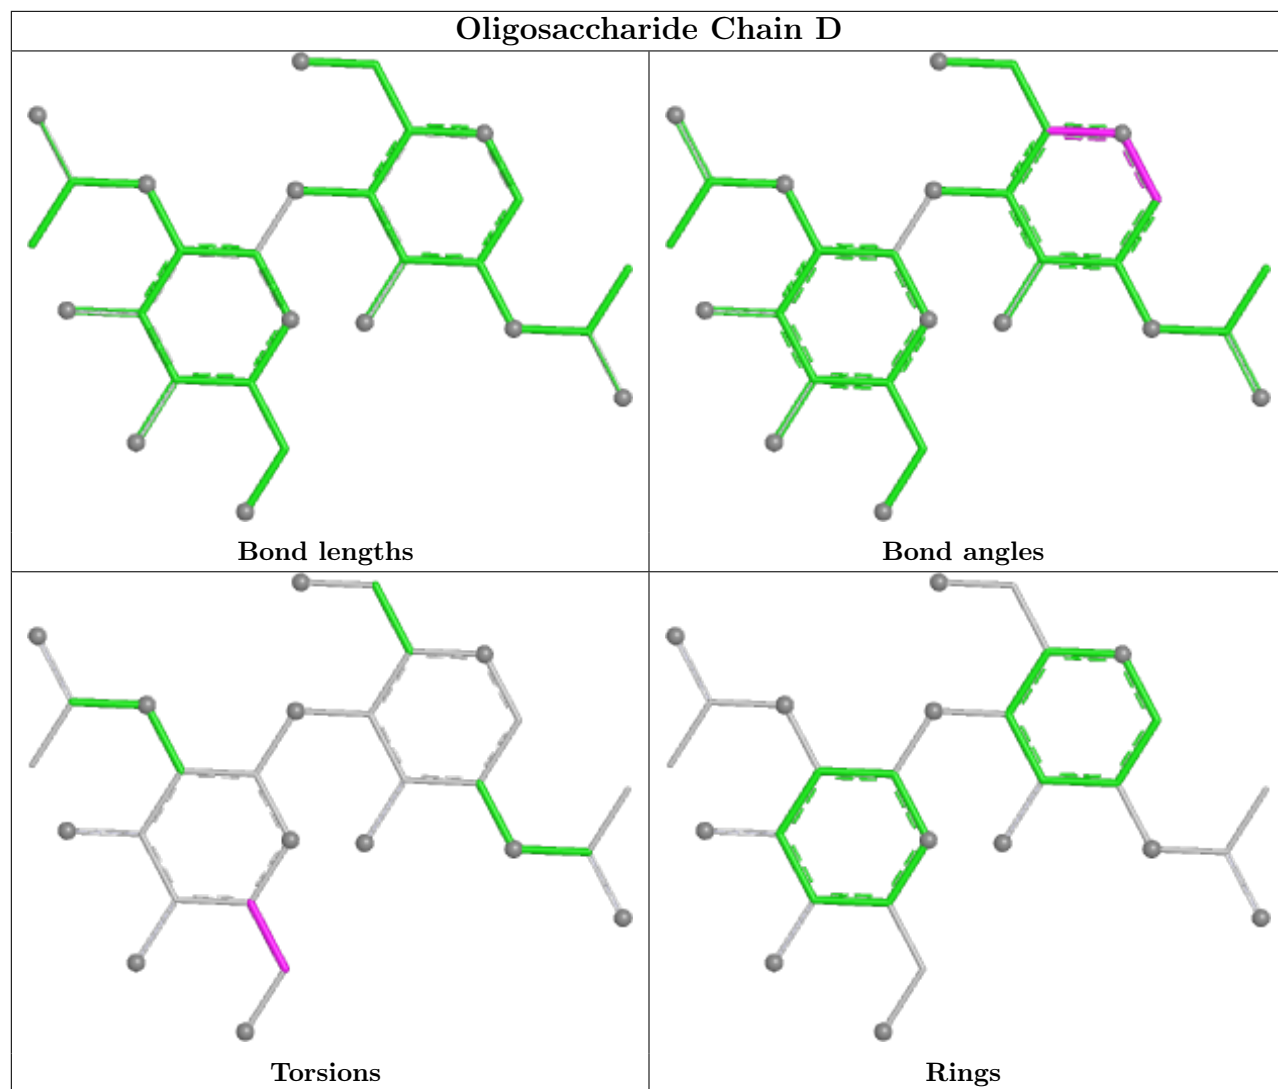 Oligosaccharide Chain D
Bond lengths
Bond angles
Torsions
Rings